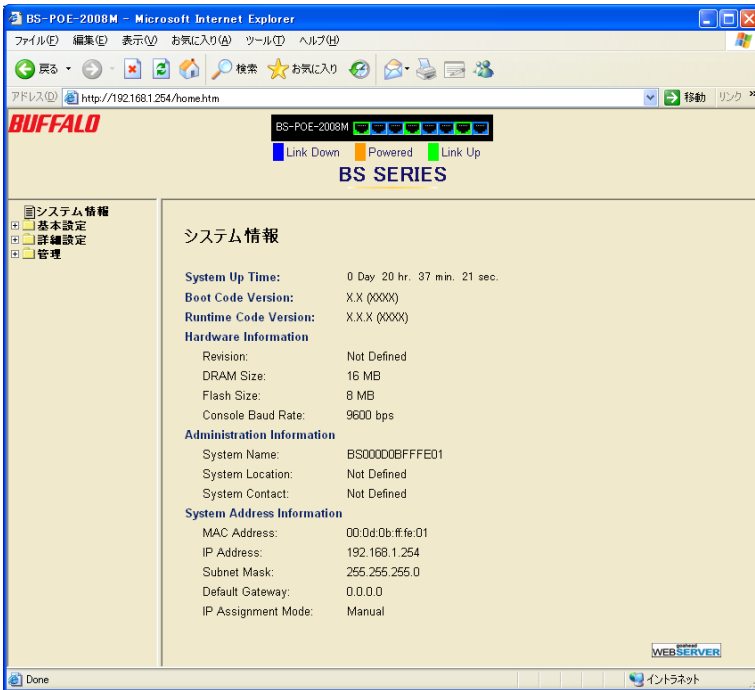 BS-POE-2008M - Microsoft Internet Explorer
ファイル(F) 編集(E) 表示(V) お気に入り(A) ツール(T) ヘルプ(H)
戻る 検索 お気に入り
アドレス(D) http://192.168.1.254/home.htm 移動 リンク »
BUFFALO
BS-POE-2008M
Link Down Powered Link Up
BS SERIES
システム情報
基本設定
詳細設定
管理
システム情報
System Up Time: 0 Day 20 hr. 37 min. 21 sec.
Boot Code Version: X.X (XXXX)
Runtime Code Version: X.X.X (XXXX)
Hardware Information
Revision: Not Defined
DRAM Size: 16 MB
Flash Size: 8 MB
Console Baud Rate: 9600 bps
Administration Information
System Name: BS000D0BFFFE01
System Location: Not Defined
System Contact: Not Defined
System Address Information
MAC Address: 00:0d:0b:ff:fe:01
IP Address: 192.168.1.254
Subnet Mask: 255.255.255.0
Default Gateway: 0.0.0.0
IP Assignment Mode: Manual
goahead
WEBSERVER
Done イントラネット